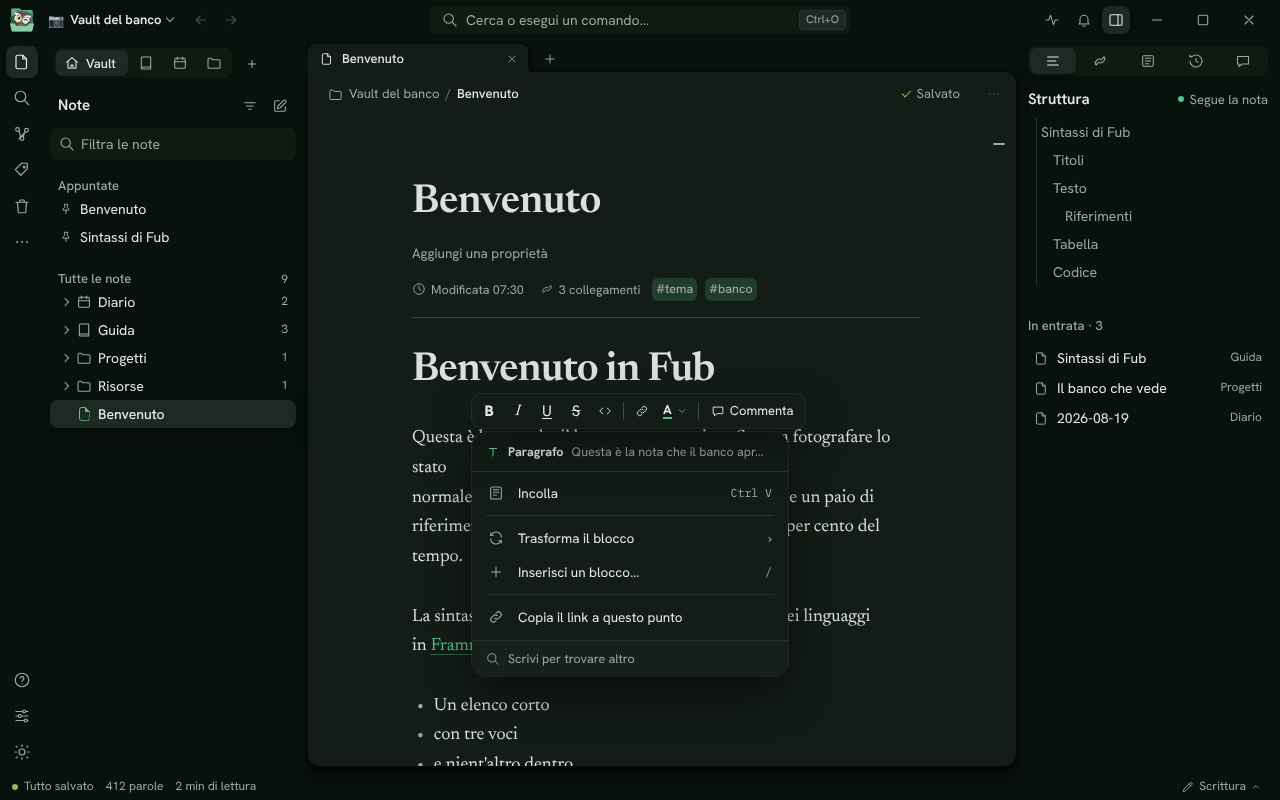 Vault del banco
Cerca o esegui un comando…
Ctrl+O
Vault
Benvenuto
Note
Filtra le note
Appuntate
Benvenuto
Sintassi di Fub
Tutte le note 9
Diario 2
Guida 3
Progetti 1
Risorse 1
Benvenuto
Vault del banco / Benvenuto
Salvato
Benvenuto
Aggiungi una proprietà
Modificata 07:30 3 collegamenti #tema #banco
Benvenuto in Fub
B I U S A Commenta
Questa è fotografare lo
stato
normale e un paio di
per cento del
tempo.
in
Paragrafo Questa è la nota che il banco apr…
Incolla Ctrl V
Trasforma il blocco ›
Inserisci un blocco… /
Copia il link a questo punto
Scrivi per trovare altro
La linguaggi
Un elenco corto
con tre voci
e nient'altro dentro
Struttura Segue la nota
Sintassi di Fub
Titoli
Testo
Riferimenti
Tabella
Codice
In entrata · 3
Sintassi di Fub Guida
Il banco che vede Progetti
2026-08-19 Diario
Tutto salvato 412 parole 2 min di lettura
Scrittura